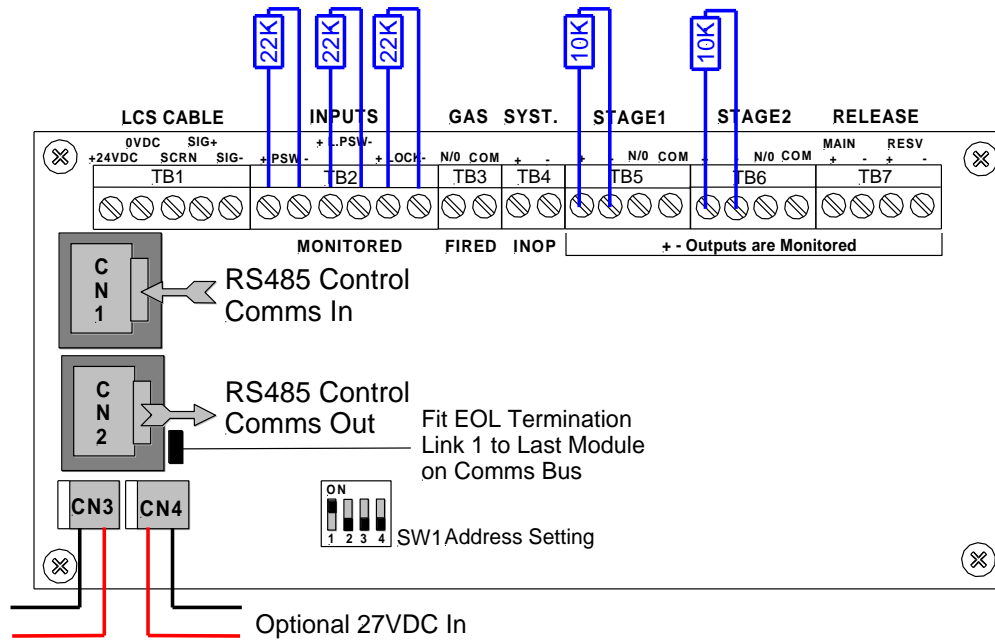 22K 22K 22K 10K 10K
LCS CABLE INPUTS GAS SYST. STAGE1 STAGE2 RELEASE
0VDC SIG+ + L.PSW- MAIN RESV
+24VDC SCRN SIG- + PSW - + LOCK- N/0 COM + - + - N/0 COM + - N/0 COM + - + -
TB1 TB2 TB3 TB4 TB5 TB6 TB7
MONITORED FIRED INOP + - Outputs are Monitored
CN1
RS485 Control
Comms In
CN2
RS485 Control
Comms Out
Fit EOL Termination
Link 1 to Last Module
on Comms Bus
CN3 CN4
ON
1 2 3 4
SW1 Address Setting
Optional 27VDC In